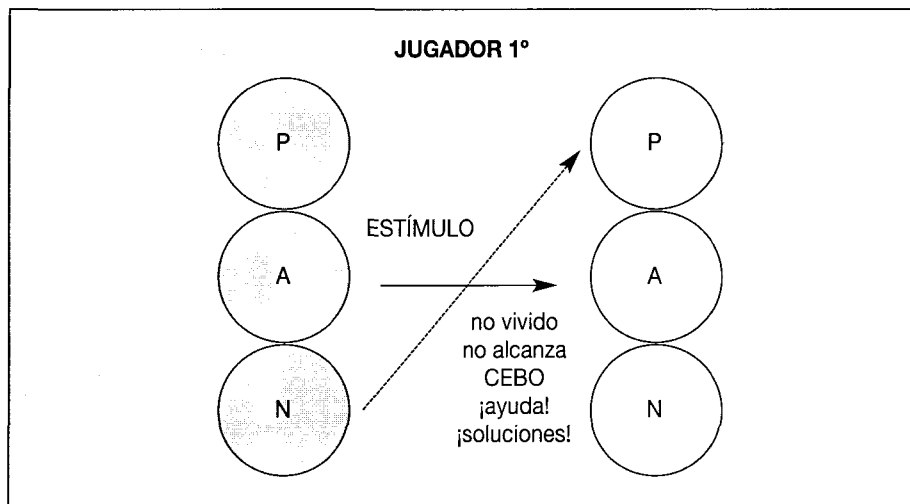 JUGADOR 1º
P
P
ESTÍMULO
A
A
no vivido
no alcanza
CEBO
¡ayuda!
¡soluciones!
N
N